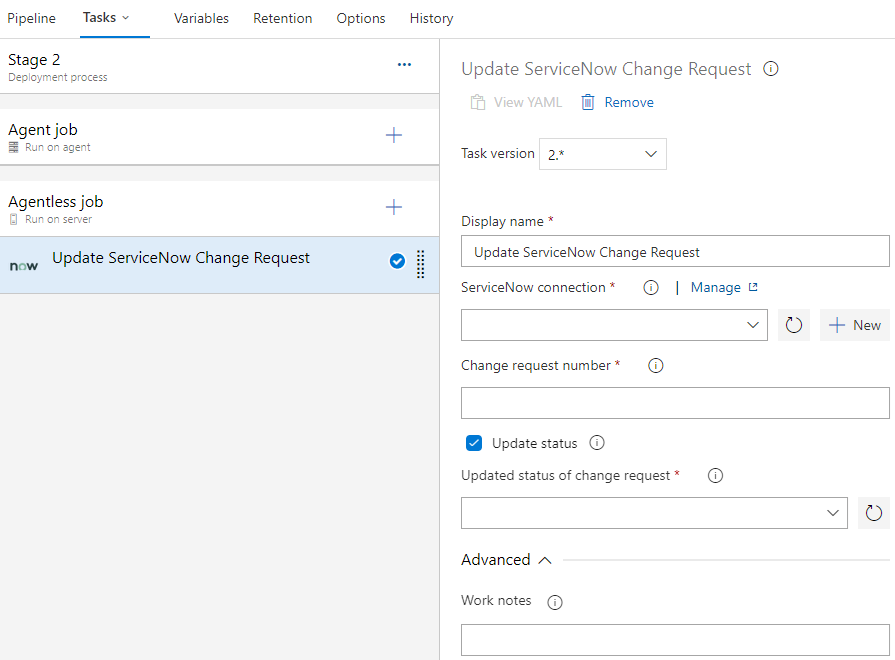 Pipeline Tasks Variables Retention Options History
Stage 2
Deployment process
Agent job
Run on agent
Agentless job
Run on server
now Update ServiceNow Change Request
Update ServiceNow Change Request
View YAML Remove
Task version 2.*
Display name *
Update ServiceNow Change Request
ServiceNow connection * | Manage
New
Change request number *
Update status
Updated status of change request *
Advanced
Work notes